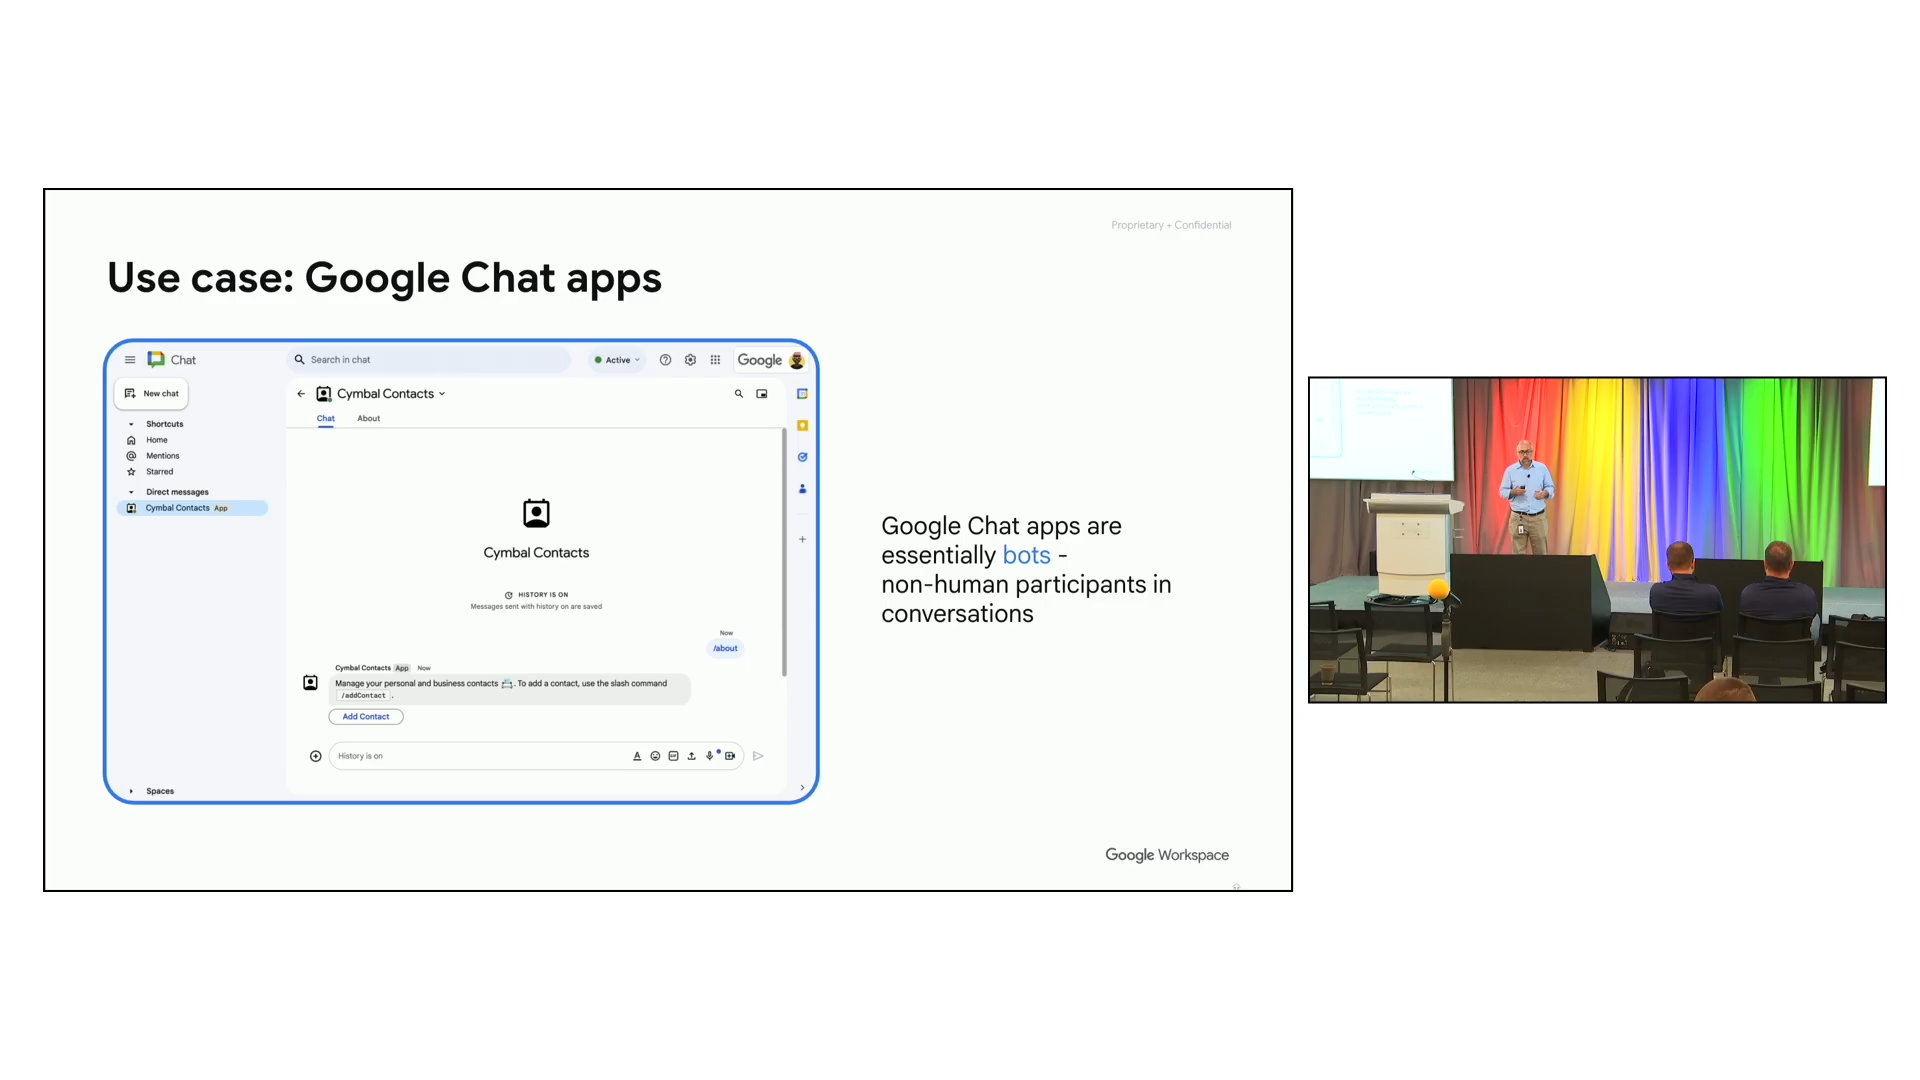 Proprietary + Confidential
Use case: Google Chat apps
Chat
Search in chat
Active
Google
New chat
Shortcuts
Home
Mentions
Starred
Direct messages
Cymbal Contacts App
Spaces
Cymbal Contacts
Chat About
Cymbal Contacts
HISTORY IS ON
Messages sent with history on are saved
Now
/about
Cymbal Contacts App Now
Manage your personal and business contacts 📇. To add a contact, use the slash command
/addContact .
Add Contact
History is on
Google Chat apps are
essentially bots -
non-human participants in
conversations
Google Workspace